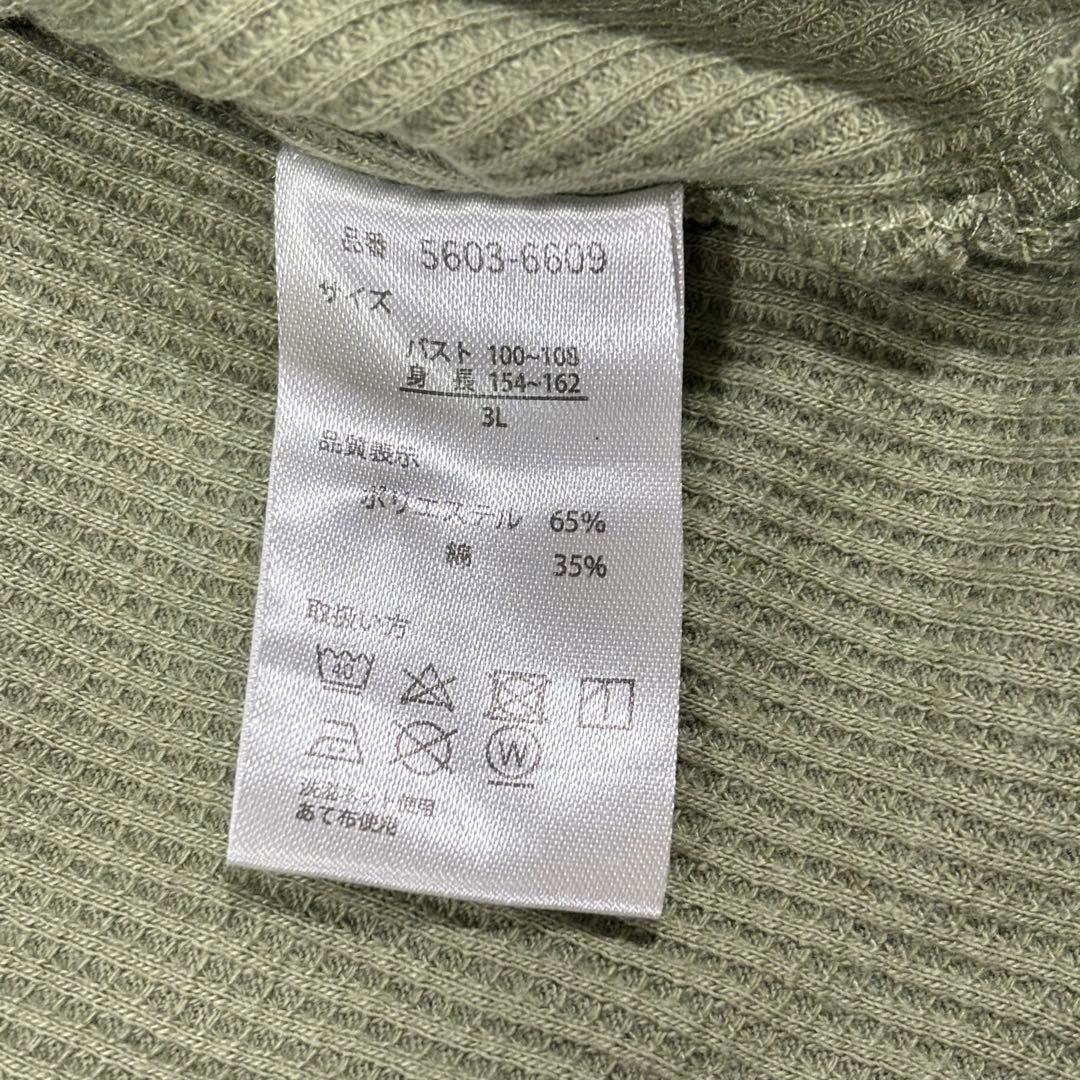 品番 5603-6609
サイズ
バスト 100~108
身 長 154~162
3L
品質表示
ポリエステル 65%
綿 35%
取扱い方
40
W
洗濯ネット使用
あて布使用